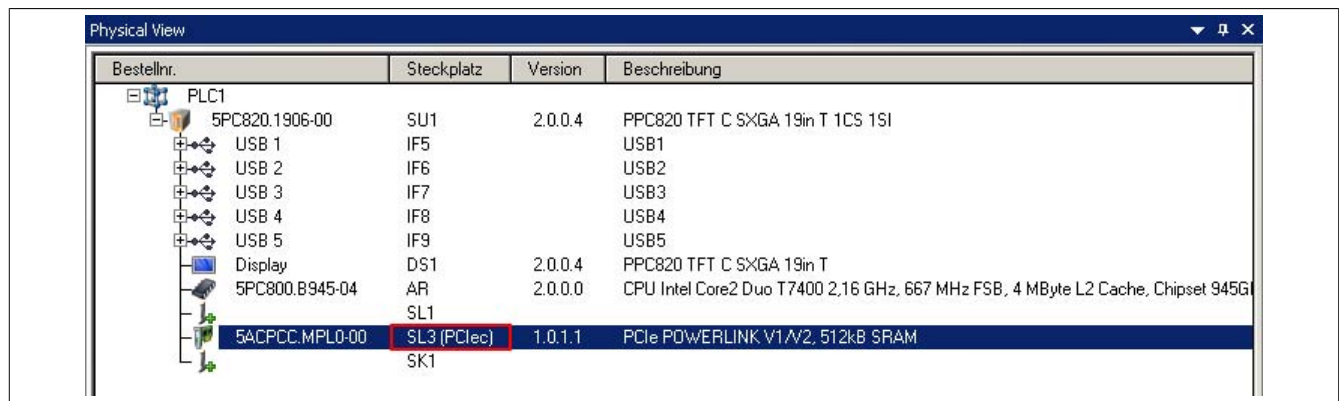 Physical View
Bestellnr. Steckplatz Version Beschreibung
PLC1
5PC820.1906-00 SU1 2.0.0.4 PPC820 TFT C SXGA 19in T 1CS 1SI
USB 1 IF5 USB1
USB 2 IF6 USB2
USB 3 IF7 USB3
USB 4 IF8 USB4
USB 5 IF9 USB5
Display DS1 2.0.0.4 PPC820 TFT C SXGA 19in T
5PC800.B945-04 AR 2.0.0.0 CPU Intel Core2 Duo T7400 2,16 GHz, 667 MHz FSB, 4 MByte L2 Cache, Chipset 945G
SL1
5ACPCC.MPL0-00 SL3 (PCIec) 1.0.1.1 PCIe POWERLINK V1/V2, 512kB SRAM
SK1